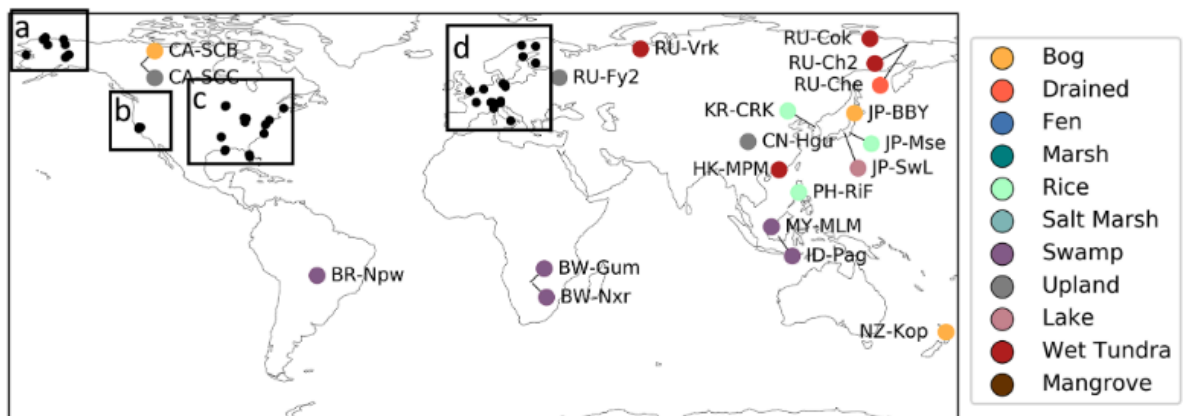 a
CA-SCB
CA-SCC
b
c
d
RU-Vrk
RU-Fy2
RU-Cok
RU-Ch2
RU-Che
KR-CRK
JP-BBY
CN-Hgu
JP-Mse
HK-MPM
JP-SwL
PH-RiF
MY-MLM
ID-Pag
BR-Npw
BW-Gum
BW-Nxr
NZ-Kop
Bog
Drained
Fen
Marsh
Rice
Salt Marsh
Swamp
Upland
Lake
Wet Tundra
Mangrove